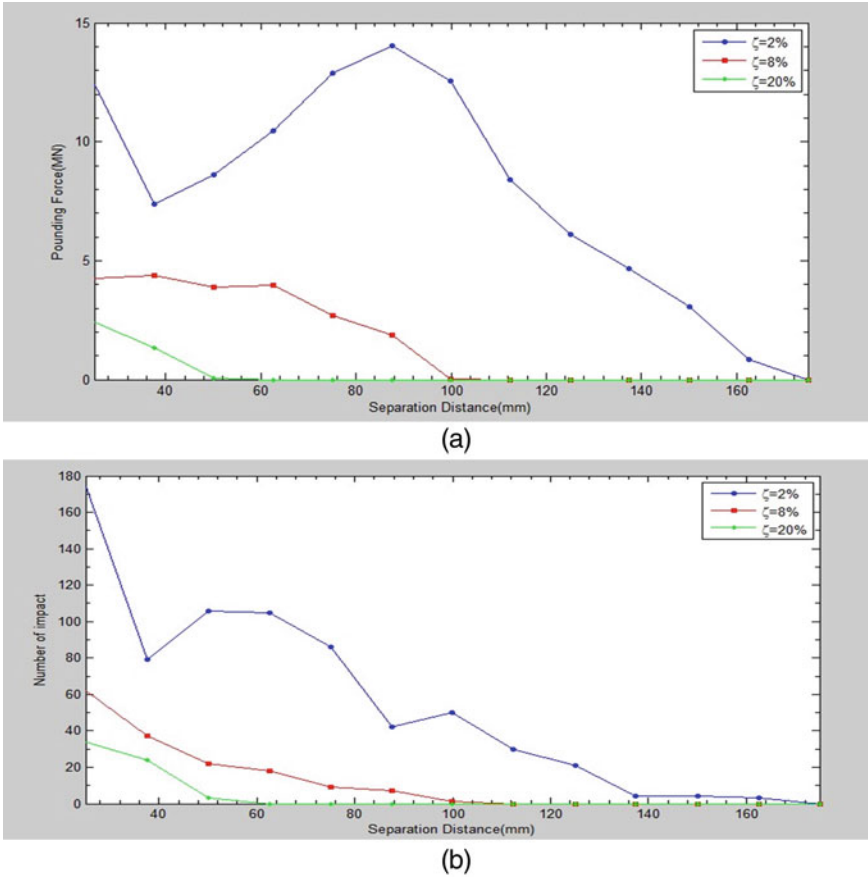 15
10
5
0
Pounding Force(MN)
ζ=2%
ζ=8%
ζ=20%
40 60 80 100 120 140 160
Separation Distance(mm)
(a)
180
160
140
120
100
80
60
40
20
0
Number of impact
ζ=2%
ζ=8%
ζ=20%
40 60 80 100 120 140 160
Separation Distance(mm)
(b)